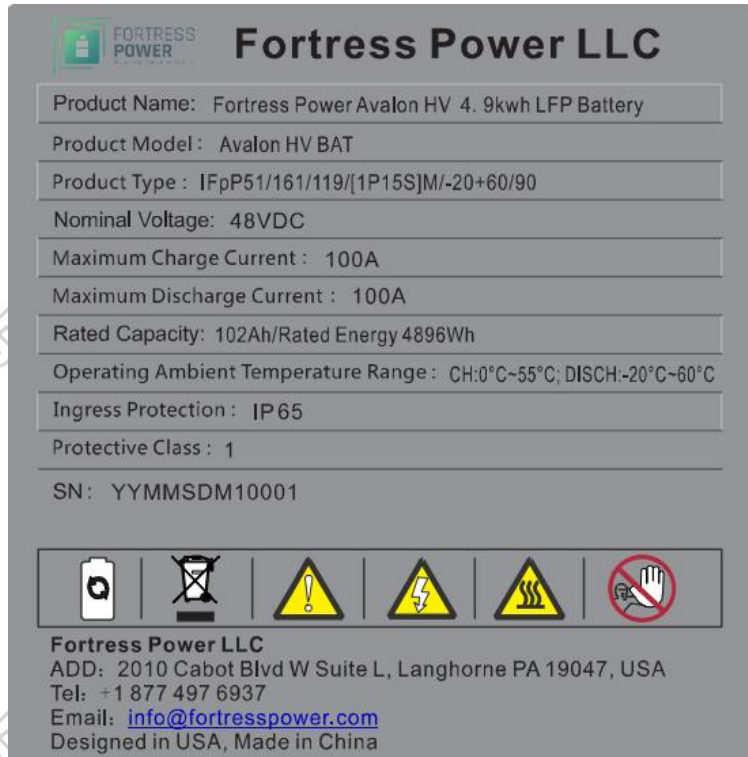 FORTRESS
POWER
Fortress Power LLC
Product Name: Fortress Power Avalon HV 4. 9kwh LFP Battery
Product Model: Avalon HV BAT
Product Type: IFpP51/161/119/[1P15S]M/-20+60/90
Nominal Voltage: 48VDC
Maximum Charge Current: 100A
Maximum Discharge Current: 100A
Rated Capacity: 102Ah/Rated Energy 4896Wh
Operating Ambient Temperature Range: CH:0°C~55°C; DISCH:-20°C~60°C
Ingress Protection: IP65
Protective Class: 1
SN: YYMMSDM10001
Fortress Power LLC
ADD: 2010 Cabot Blvd W Suite L, Langhorne PA 19047, USA
Tel: +1 877 497 6937
Email: info@fortresspower.com
Designed in USA, Made in China